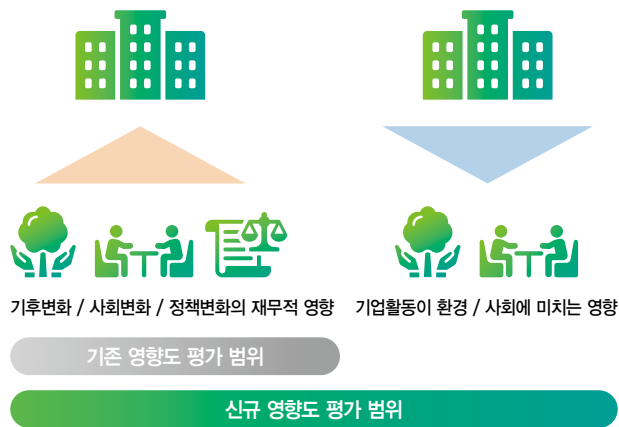 기후변화 / 사회변화 / 정책변화의 재무적 영향
기업활동이 환경 / 사회에 미치는 영향
기존 영향도 평가 범위
신규 영향도 평가 범위